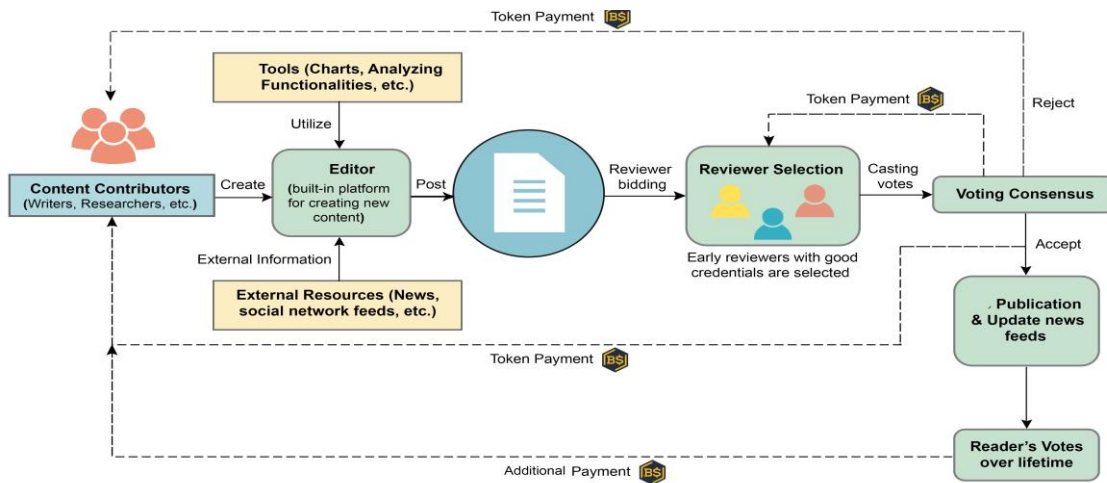 Token Payment B$
Tools (Charts, Analyzing
Functionalities, etc.)
Token Payment B$
Reject
Utilize
Content Contributors
(Writers, Researchers, etc.)
Create
Editor
(built-in platform
for creating new
content)
Post
Reviewer
bidding
Reviewer Selection
Casting
votes
Voting Consensus
Early reviewers with good
credentials are selected
Accept
External Information
External Resources (News,
social network feeds, etc.)
. Publication
& Update news
feeds
Token Payment B$
Reader's Votes
over lifetime
Additional Payment B$